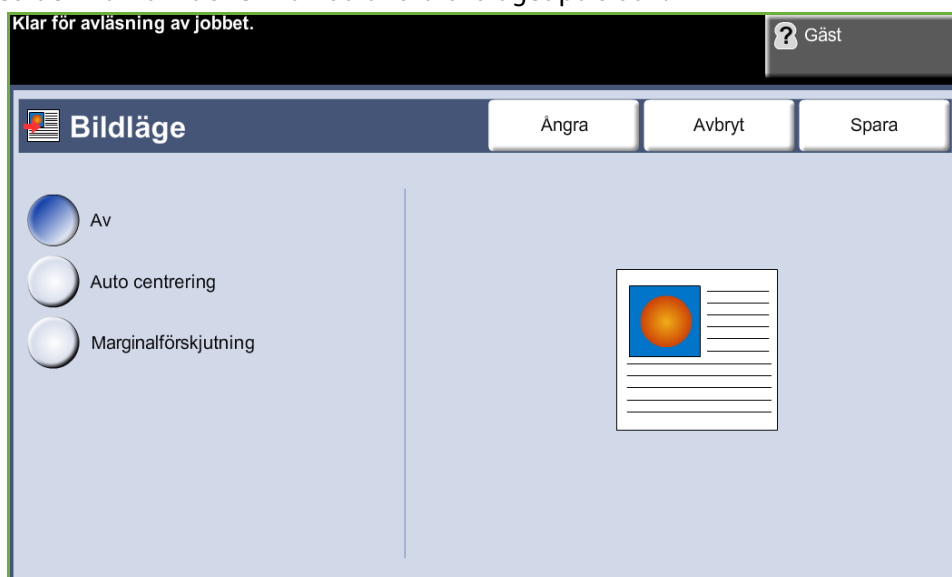 Klar för avläsning av jobbet.
? Gäst
Bildläge
Ångra
Avbryt
Spara
Av
Auto centrering
Marginalförskjutning